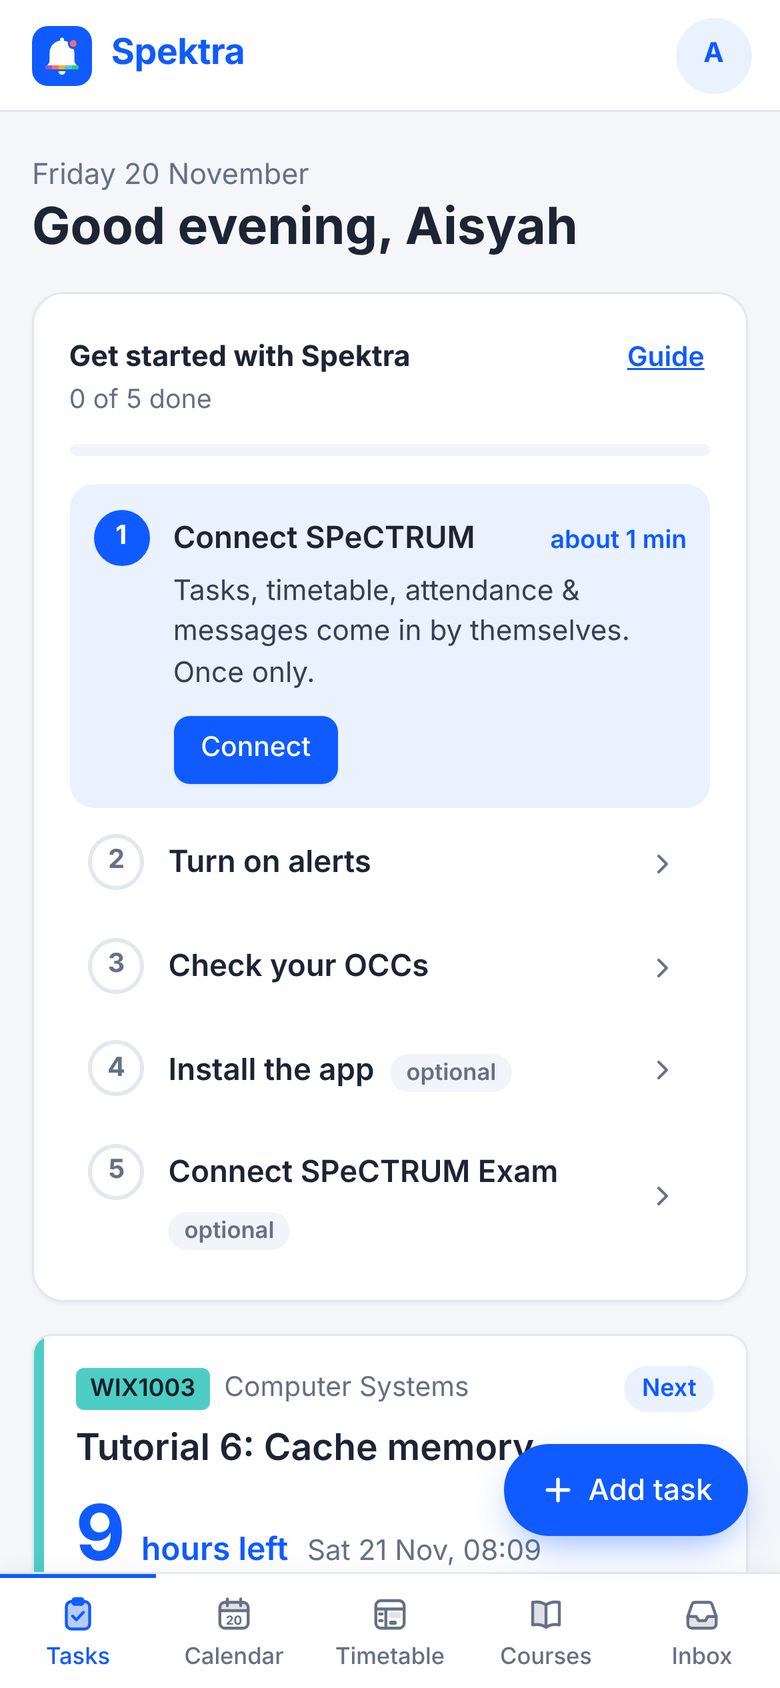 Spektra
A
Friday 20 November
Good evening, Aisyah
Get started with Spektra
Guide
0 of 5 done
1
Connect SPeCTRUM
about 1 min
Tasks, timetable, attendance &
messages come in by themselves.
Once only.
Connect
2
Turn on alerts
3
Check your OCCs
4
Install the app
optional
5
Connect SPeCTRUM Exam
optional
WIX1003
Computer Systems
Next
Tutorial 6: Cache memory
+ Add task
9 hours left
Sat 21 Nov, 08:09
20
Tasks
Calendar
Timetable
Courses
Inbox